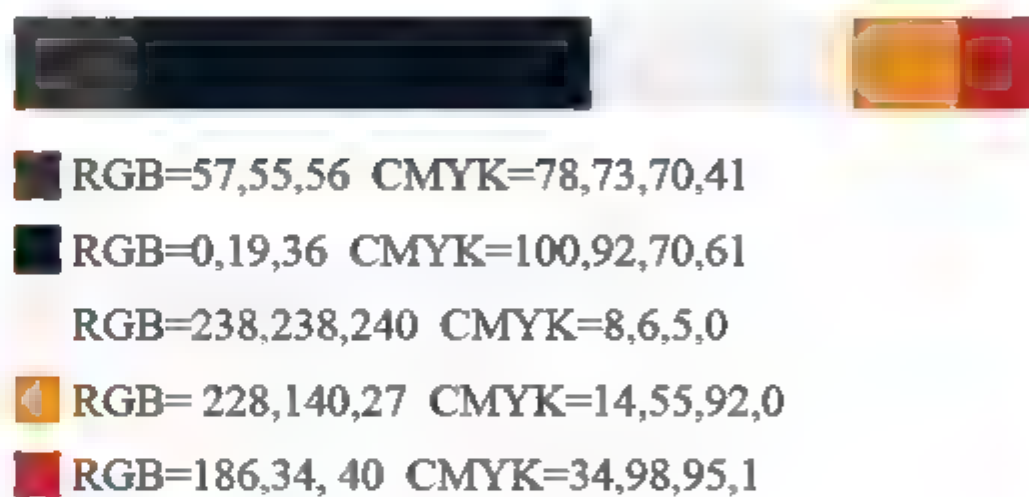 RGB=57,55,56 CMYK=78,73,70,41
RGB=0,19,36 CMYK=100,92,70,61
RGB=238,238,240 CMYK=8,6,5,0
RGB= 228,140,27 CMYK=14,55,92,0
RGB=186,34, 40 CMYK=34,98,95,1